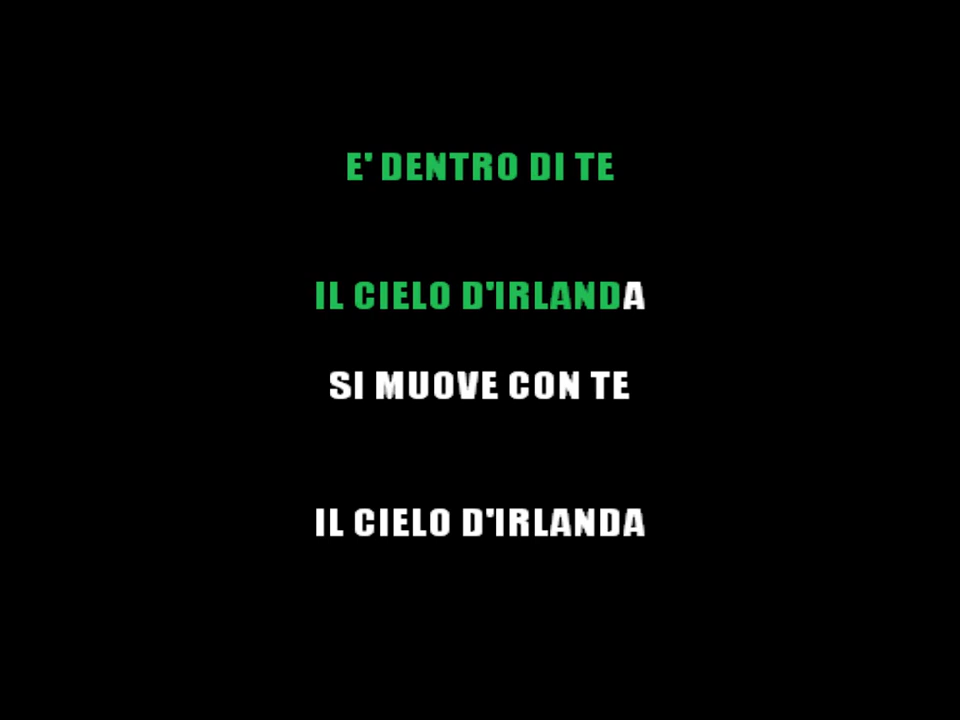 E' DENTRO DI TE
IL CIELO D'IRLANDA
SI MUOVE CON TE
IL CIELO D'IRLANDA